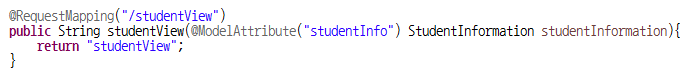 @RequestMapping("/studentView")
public String studentView(@ModelAttribute("studentInfo") StudentInformation studentInformation){
    return "studentView";
}